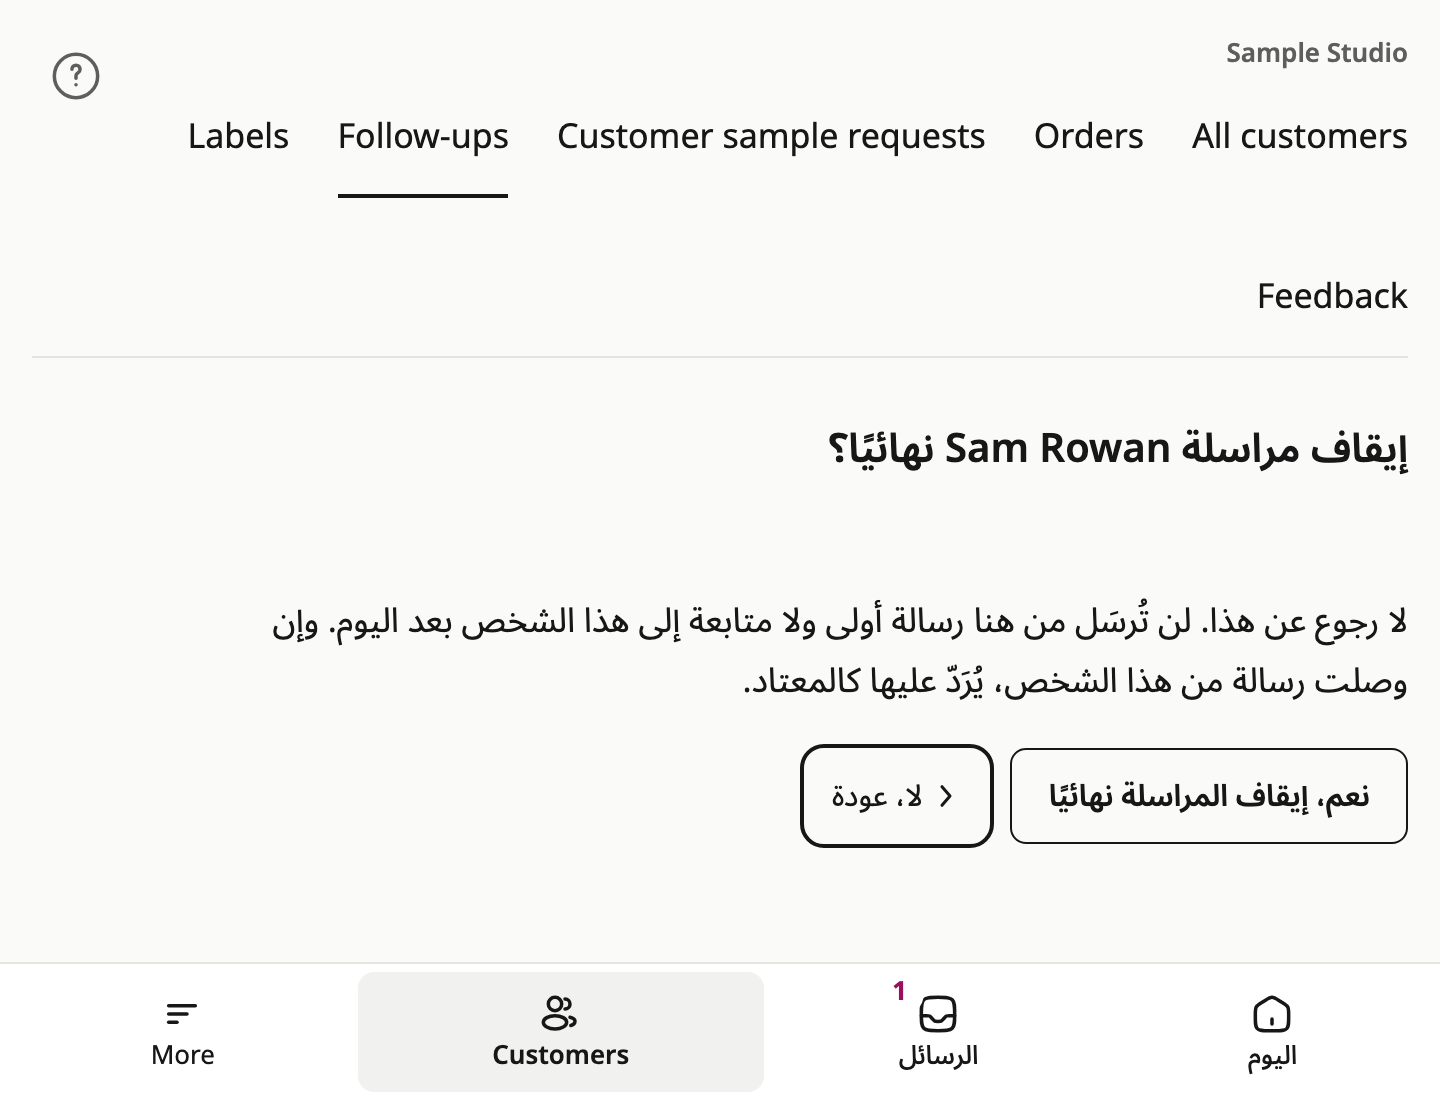 Sample Studio
All customers
Orders
Customer sample requests
Follow-ups
Labels
Feedback
إيقاف مراسلة Sam Rowan نهائيًا؟
لا رجوع عن هذا. لن تُرسَل من هنا رسالة أولى ولا متابعة إلى هذا الشخص بعد اليوم. وإن
وصلت رسالة من هذا الشخص، يُرَدّ عليها كالمعتاد.
نعم، إيقاف المراسلة نهائيًا
لا، عودة
اليوم
1
الرسائل
Customers
More